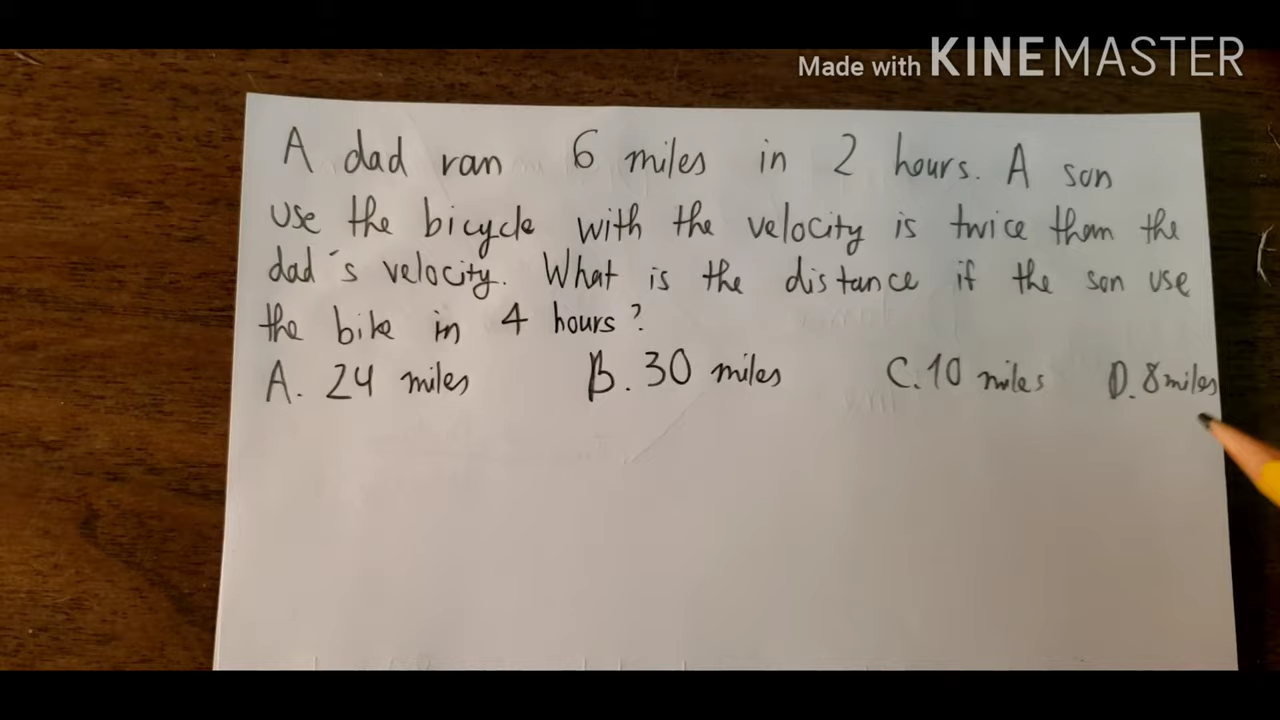 Made with KINEMASTER
A dad ran 6 miles in 2 hours. A son
use the bicycle with the velocity is twice than the
dad's velocity. What is the distance if the son use
the bike in 4 hours?
A. 24 miles B. 30 miles C. 10 miles D. 8 miles